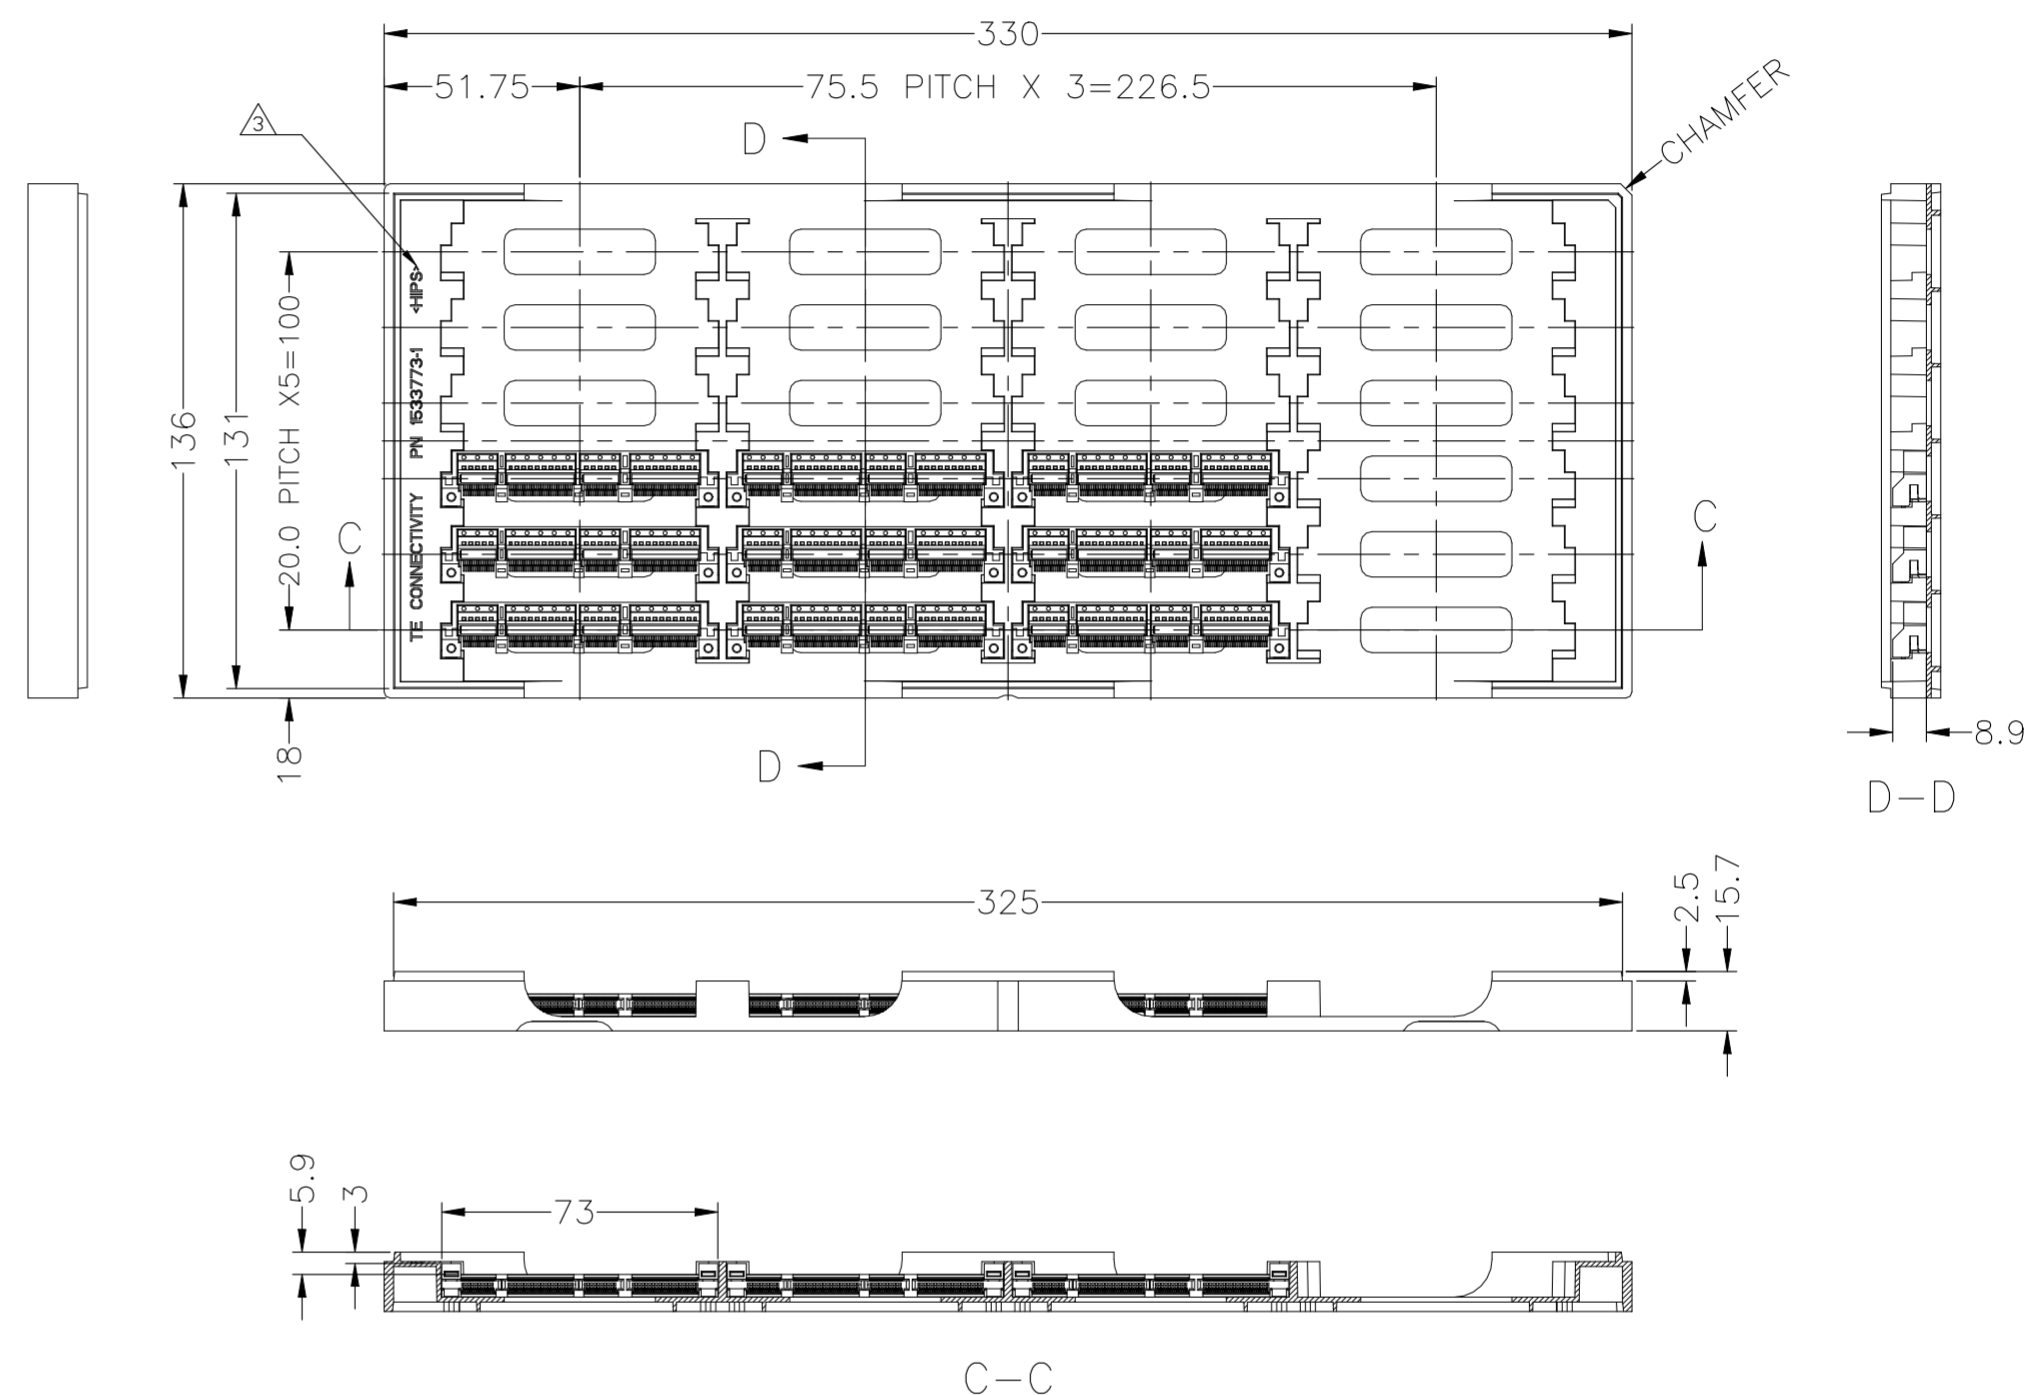 330
51.75
75.5 PITCH X 3=226.5
CHAMFER
3
D
136
131
20.0 PITCH X5=100
18
TE CONNECTIVITY PN 1533773-1 <HIPS>
C
C
D
8.9
D-D
325
2.5
15.7
5.9
3
73
C-C